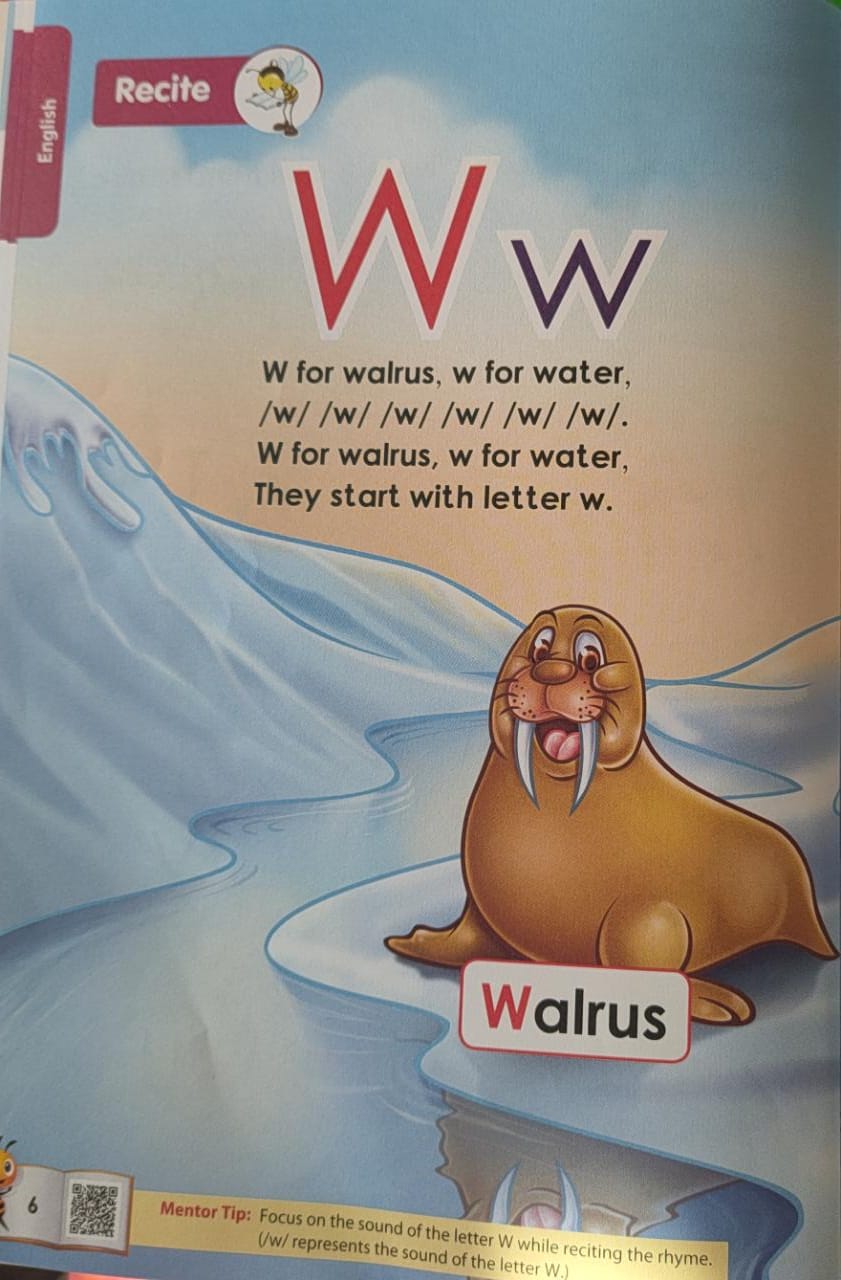 English
Recite
W w
W for walrus, w for water,
/w/ /w/ /w/ /w/ /w/ /w/.
W for walrus, w for water,
They start with letter w.
Walrus
6
Mentor Tip: Focus on the sound of the letter W while reciting the rhyme.
(/w/ represents the sound of the letter W.)